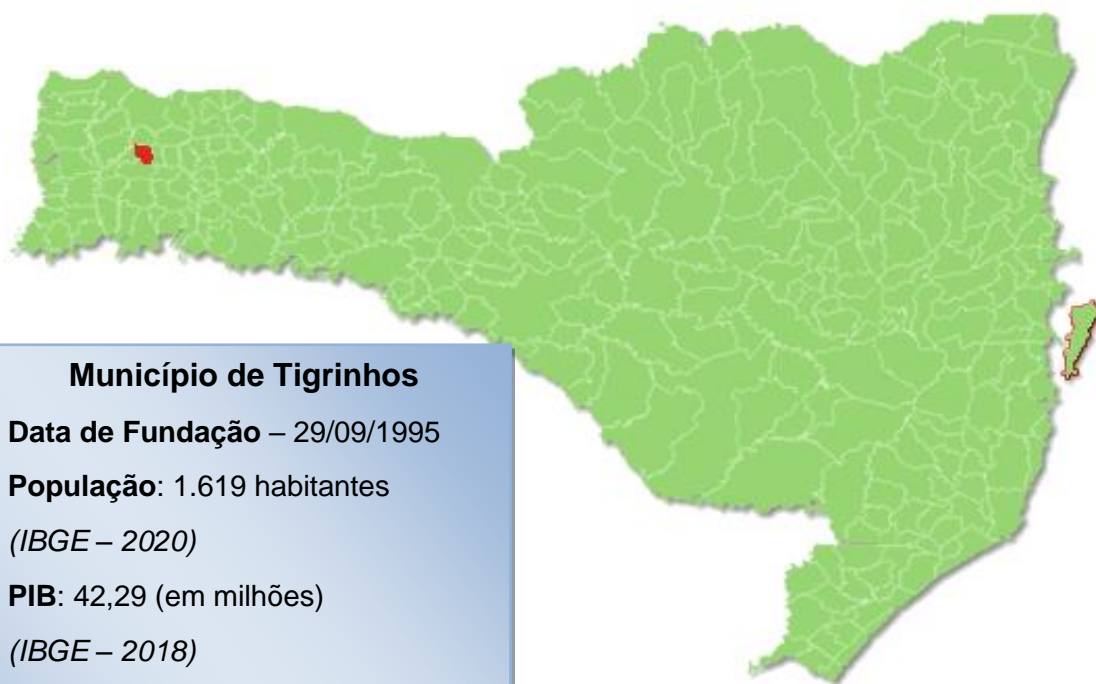 Município de Tigrinhos
Data de Fundação – 29/09/1995
População: 1.619 habitantes
(IBGE – 2020)
PIB: 42,29 (em milhões)
(IBGE – 2018)